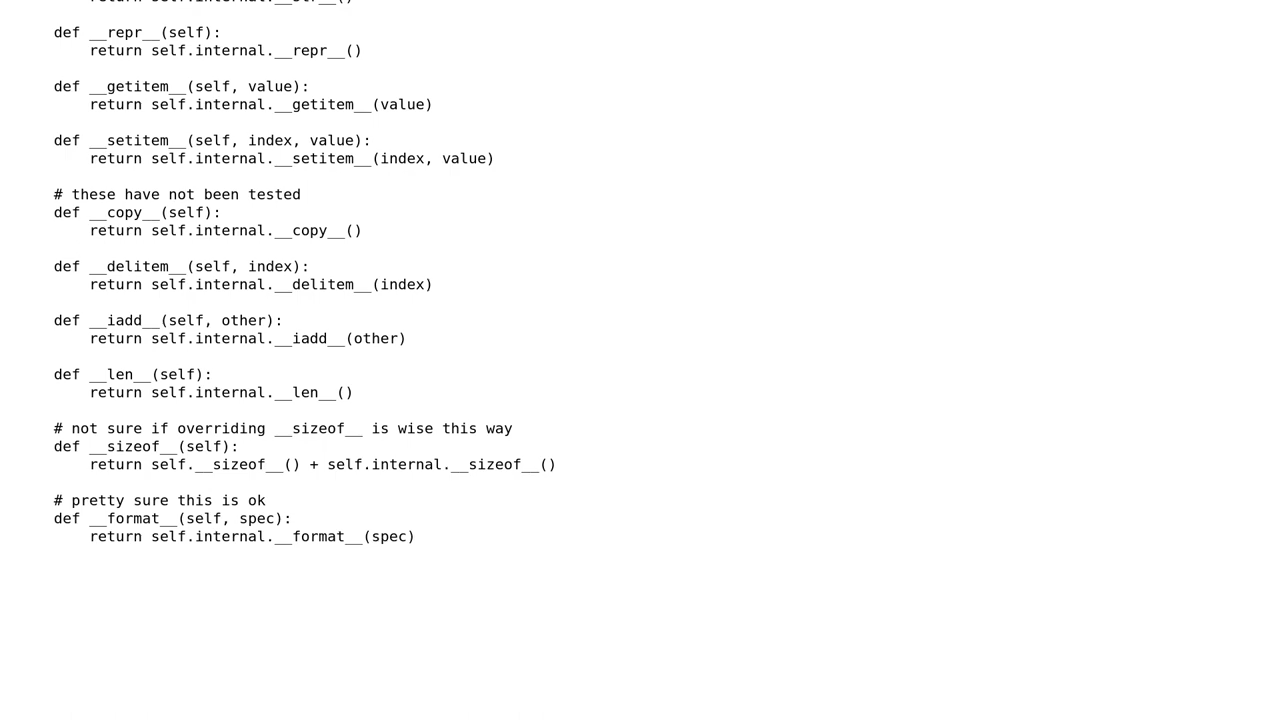 def __repr__(self):
    return self.internal.__repr__()

def __getitem__(self, value):
    return self.internal.__getitem__(value)

def __setitem__(self, index, value):
    return self.internal.__setitem__(index, value)

# these have not been tested
def __copy__(self):
    return self.internal.__copy__()

def __delitem__(self, index):
    return self.internal.__delitem__(index)

def __iadd__(self, other):
    return self.internal.__iadd__(other)

def __len__(self):
    return self.internal.__len__()

# not sure if overriding __sizeof__ is wise this way
def __sizeof__(self):
    return self.__sizeof__() + self.internal.__sizeof__()

# pretty sure this is ok
def __format__(self, spec):
    return self.internal.__format__(spec)